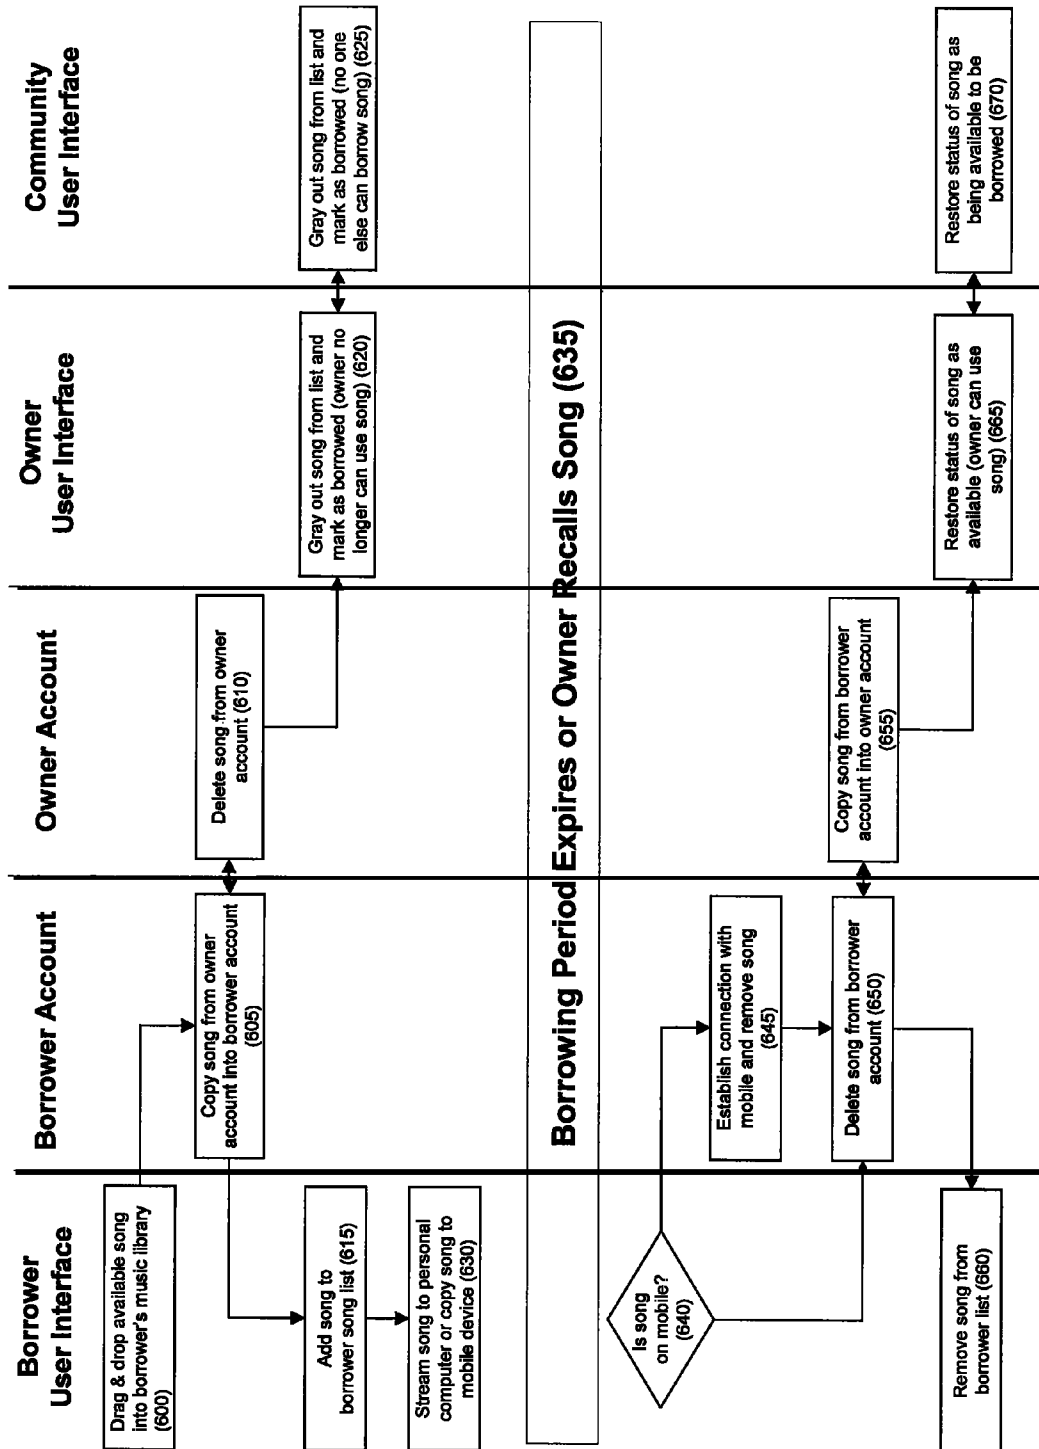 Borrower
User Interface
Borrower Account
Owner Account
Owner
User Interface
Community
User Interface
Drag & drop available song
into borrower's music library
(600)
Copy song from owner
account into borrower account
(605)
Delete song from owner
account (610)
Add song to
borrower song list (615)
Gray out song from list and
mark as borrowed (owner no
longer can use song) (620)
Gray out song from list and
mark as borrowed (no one
else can borrow song) (625)
Stream song to personal
computer or copy song to
mobile device (630)
Borrowing Period Expires or Owner Recalls Song (635)
Is song
on mobile?
(640)
Establish connection with
mobile and remove song
(645)
Delete song from borrower
account (650)
Copy song from borrower
account into owner account
(655)
Remove song from
borrower list (660)
Restore status of song as
available (owner can use
song) (665)
Restore status of song as
being available to be
borrowed (670)